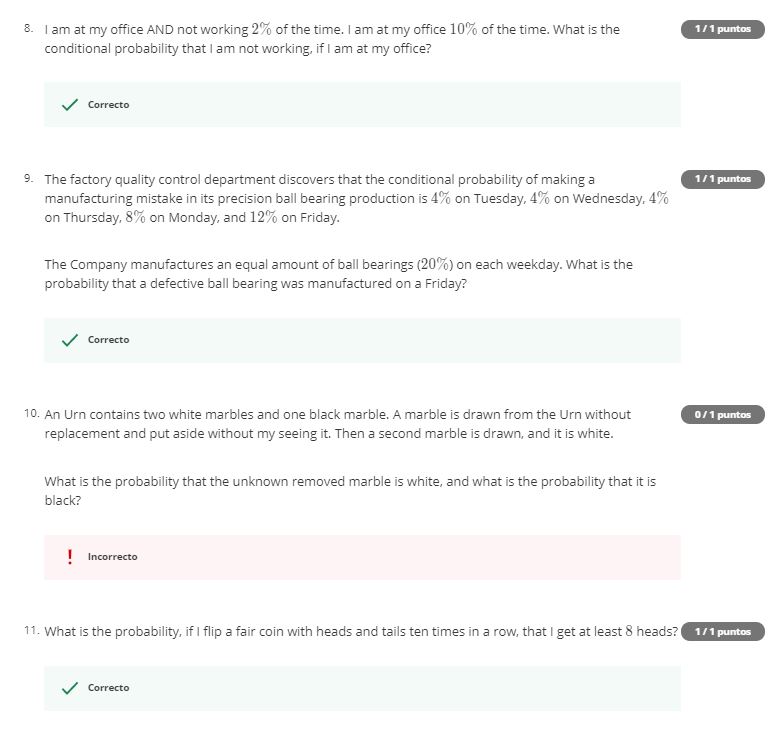 8. I am at my office AND not working 2% of the time. I am at my office 10% of the time. What is the
1 / 1 puntos
conditional probability that I am not working, if I am at my office?
Correcto
9. The factory quality control department discovers that the conditional probability of making a
1 / 1 puntos
manufacturing mistake in its precision ball bearing production is 4% on Tuesday, 4% on Wednesday, 4%
on Thursday, 8% on Monday, and 12% on Friday.
The Company manufactures an equal amount of ball bearings (20%) on each weekday. What is the
probability that a defective ball bearing was manufactured on a Friday?
Correcto
10. An Urn contains two white marbles and one black marble. A marble is drawn from the Urn without
0 / 1 puntos
replacement and put aside without my seeing it. Then a second marble is drawn, and it is white.
What is the probability that the unknown removed marble is white, and what is the probability that it is
black?
! Incorrecto
11. What is the probability, if I flip a fair coin with heads and tails ten times in a row, that I get at least 8 heads?
1 / 1 puntos
Correcto